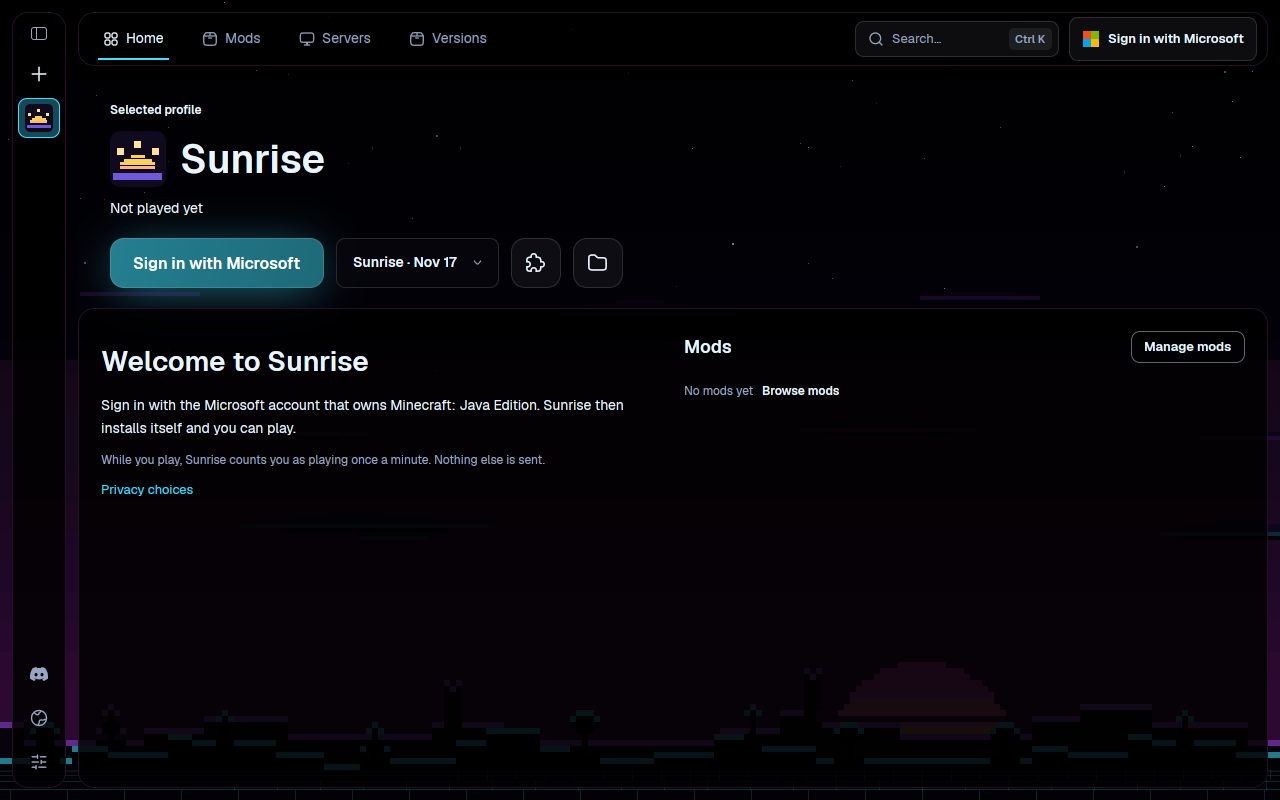 Home
Mods
Servers
Versions
Search...
Ctrl K
Sign in with Microsoft
Selected profile
Sunrise
Not played yet
Sign in with Microsoft
Sunrise · Nov 17
Welcome to Sunrise
Sign in with the Microsoft account that owns Minecraft: Java Edition. Sunrise then
installs itself and you can play.
While you play, Sunrise counts you as playing once a minute. Nothing else is sent.
Privacy choices
Mods
Manage mods
No mods yet Browse mods